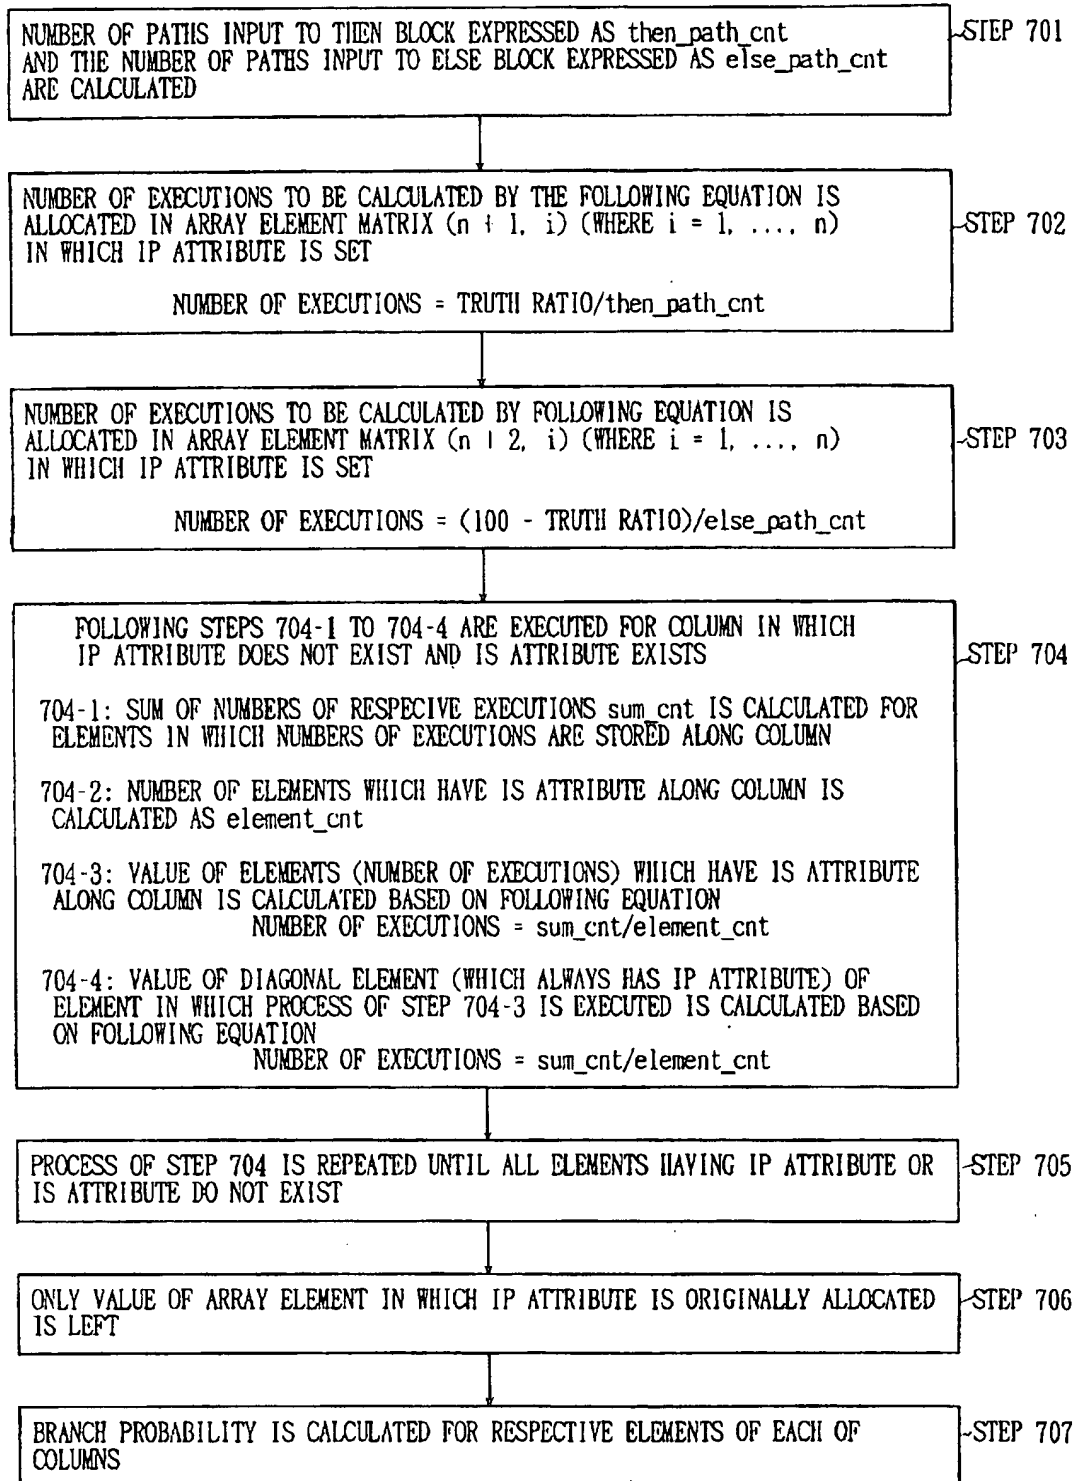 NUMBER OF PATHS INPUT TO THEN BLOCK EXPRESSED AS then_path_cnt
AND THE NUMBER OF PATHS INPUT TO ELSE BLOCK EXPRESSED AS else_path_cnt
ARE CALCULATED
STEP 701
NUMBER OF EXECUTIONS TO BE CALCULATED BY THE FOLLOWING EQUATION IS
ALLOCATED IN ARRAY ELEMENT MATRIX (n + 1, i) (WHERE i = 1, ..., n)
IN WHICH IP ATTRIBUTE IS SET
NUMBER OF EXECUTIONS = TRUTH RATIO/then_path_cnt
STEP 702
NUMBER OF EXECUTIONS TO BE CALCULATED BY FOLLOWING EQUATION IS
ALLOCATED IN ARRAY ELEMENT MATRIX (n + 2, i) (WHERE i = 1, ..., n)
IN WHICH IP ATTRIBUTE IS SET
NUMBER OF EXECUTIONS = (100 - TRUTH RATIO)/else_path_cnt
STEP 703
FOLLOWING STEPS 704-1 TO 704-4 ARE EXECUTED FOR COLUMN IN WHICH
IP ATTRIBUTE DOES NOT EXIST AND IS ATTRIBUTE EXISTS
STEP 704
704-1: SUM OF NUMBERS OF RESPECIVE EXECUTIONS sum_cnt IS CALCULATED FOR
ELEMENTS IN WHICH NUMBERS OF EXECUTIONS ARE STORED ALONG COLUMN
704-2: NUMBER OF ELEMENTS WHICH HAVE IS ATTRIBUTE ALONG COLUMN IS
CALCULATED AS element_cnt
704-3: VALUE OF ELEMENTS (NUMBER OF EXECUTIONS) WHICH HAVE IS ATTRIBUTE
ALONG COLUMN IS CALCULATED BASED ON FOLLOWING EQUATION
NUMBER OF EXECUTIONS = sum_cnt/element_cnt
704-4: VALUE OF DIAGONAL ELEMENT (WHICH ALWAYS HAS IP ATTRIBUTE) OF
ELEMENT IN WHICH PROCESS OF STEP 704-3 IS EXECUTED IS CALCULATED BASED
ON FOLLOWING EQUATION
NUMBER OF EXECUTIONS = sum_cnt/element_cnt
PROCESS OF STEP 704 IS REPEATED UNTIL ALL ELEMENTS HAVING IP ATTRIBUTE OR
IS ATTRIBUTE DO NOT EXIST
STEP 705
ONLY VALUE OF ARRAY ELEMENT IN WHICH IP ATTRIBUTE IS ORIGINALLY ALLOCATED
IS LEFT
STEP 706
BRANCH PROBABILITY IS CALCULATED FOR RESPECTIVE ELEMENTS OF EACH OF
COLUMNS
STEP 707